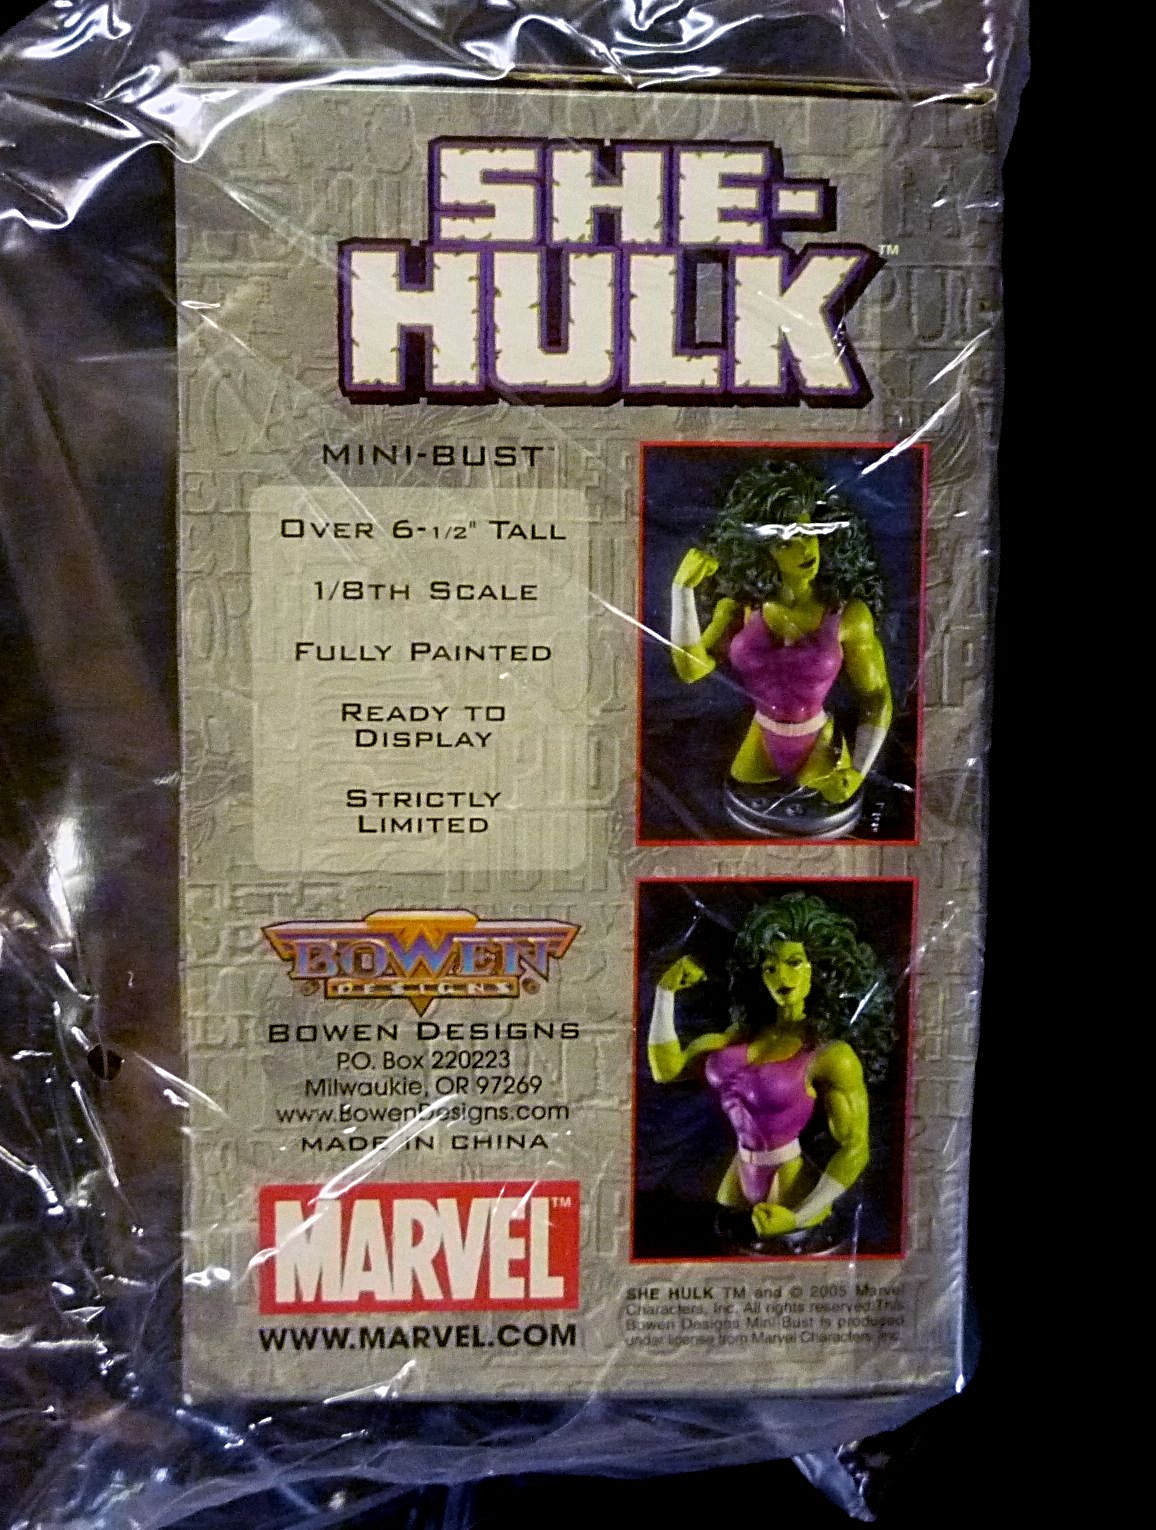 SHE-
HULK™
MINI-BUST
OVER 6-1/2" TALL
1/8TH SCALE
FULLY PAINTED
READY TO
DISPLAY
STRICTLY
LIMITED
BOWEN
DESIGNS
BOWEN DESIGNS
P.O. Box 220223
Milwaukie, OR 97269
www.BowenDesigns.com
MADE IN CHINA
MARVEL™
WWW.MARVEL.COM
SHE HULK TM and © 2005 Marvel
Characters, Inc. All rights reserved. This
Bowen Designs Mini Bust is produced
under license from Marvel Characters, Inc.